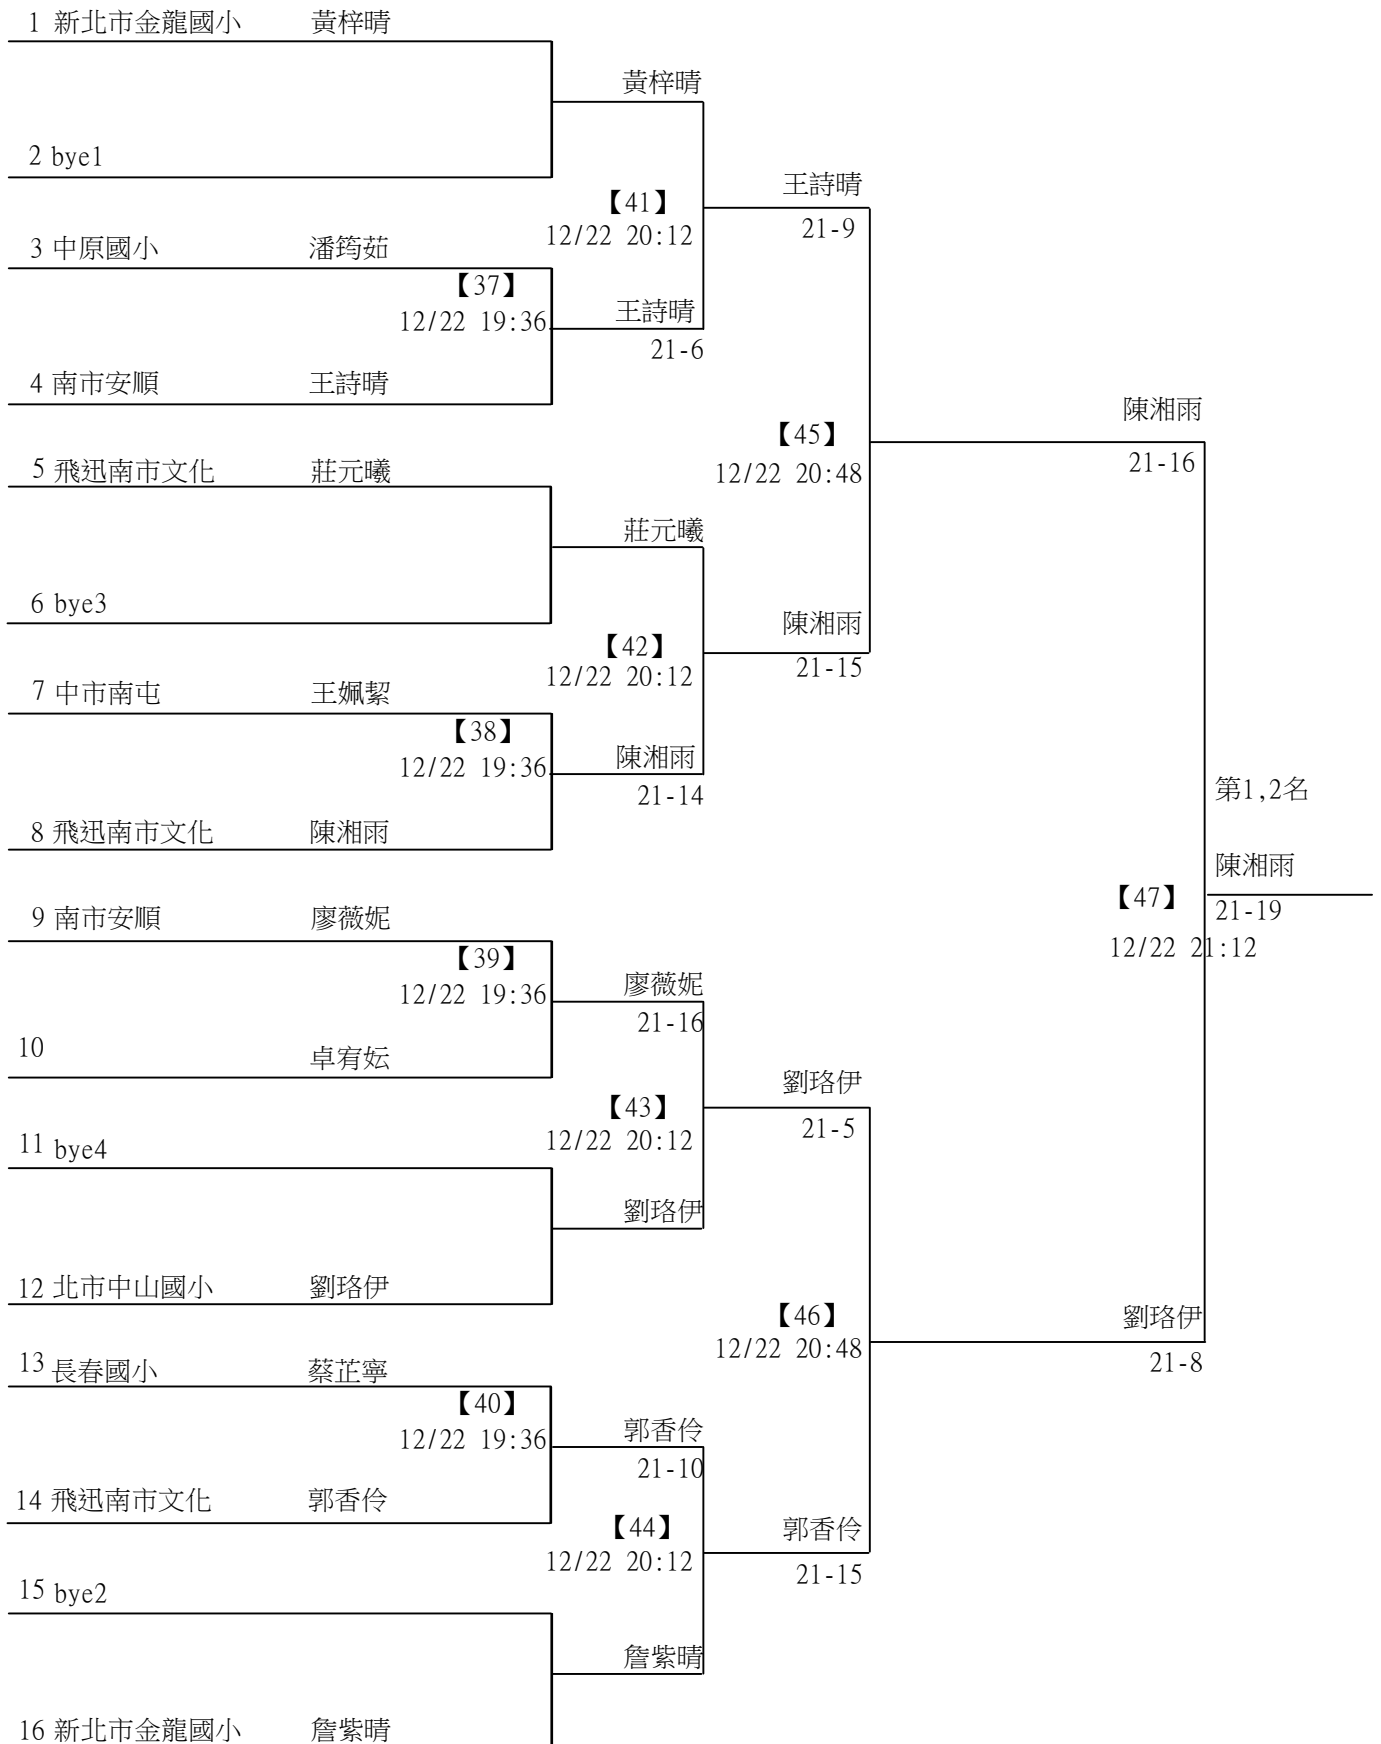 1 新北市金龍國小 黃梓晴
黃梓晴
2 bye1
王詩晴
【41】
21-9
12/22 20:12
3 中原國小 潘筠茹
【37】
王詩晴
12/22 19:36
21-6
4 南市安順 王詩晴
陳湘雨
【45】
21-16
12/22 20:48
5 飛迅南市文化 莊元曦
莊元曦
6 bye3
陳湘雨
【42】
21-15
12/22 20:12
7 中市南屯 王姵絜
【38】
陳湘雨
12/22 19:36
21-14
第1,2名
8 飛迅南市文化 陳湘雨
陳湘雨
【47】
21-19
12/22 21:12
9 南市安順 廖薇妮
【39】
廖薇妮
12/22 19:36
21-16
10 卓宥妘
劉珞伊
【43】
21-5
12/22 20:12
11 bye4
劉珞伊
12 北市中山國小 劉珞伊
【46】
劉珞伊
12/22 20:48
21-8
13 長春國小 蔡芷寧
【40】
郭香伶
12/22 19:36
21-10
14 飛迅南市文化 郭香伶
【44】
郭香伶
12/22 20:12
21-15
15 bye2
詹紫晴
16 新北市金龍國小 詹紫晴